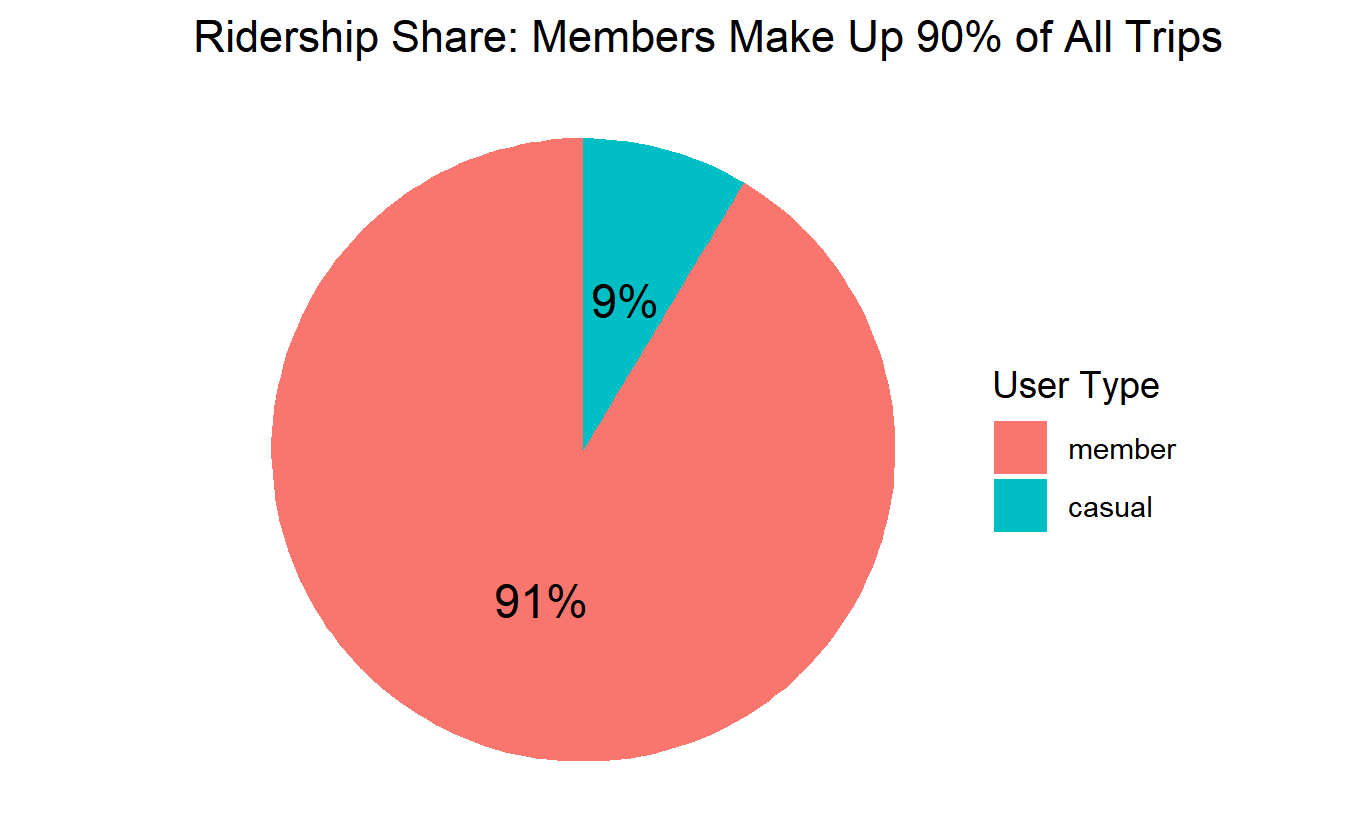 Ridership Share: Members Make Up 90% of All Trips
9%
91%
User Type
member
casual